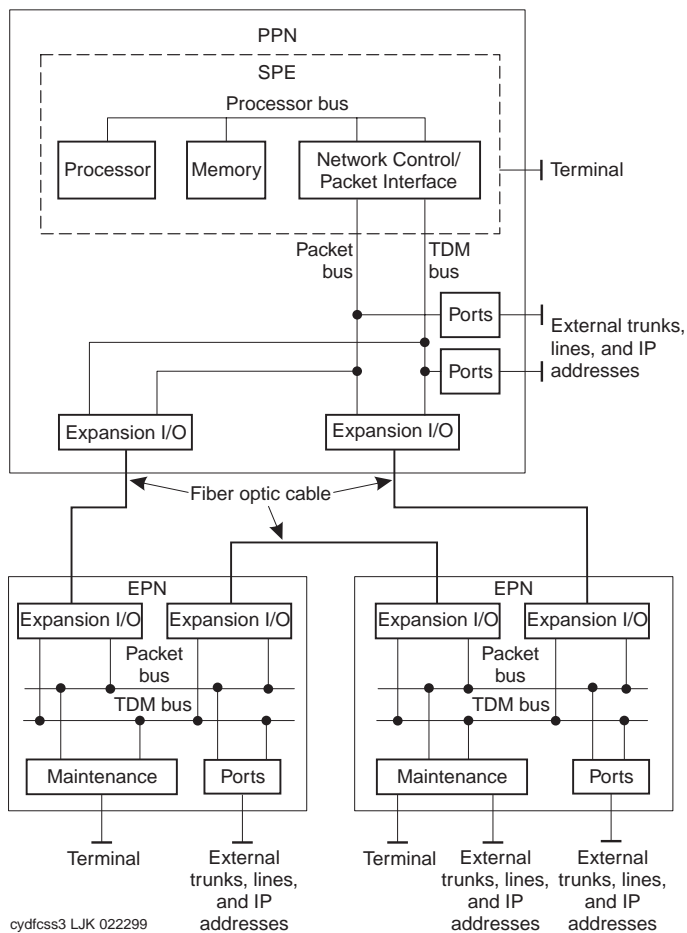 PPN
SPE
Processor bus
Processor
Memory
Network Control/
Packet Interface
Terminal
Packet
bus
TDM
bus
Ports
External trunks,
lines, and IP
addresses
Ports
Expansion I/O
Expansion I/O
Fiber optic cable
EPN
Expansion I/O
Expansion I/O
Packet
bus
TDM bus
Maintenance
Ports
Terminal
External
trunks, lines,
and IP
addresses
EPN
Expansion I/O
Expansion I/O
Packet
bus
TDM bus
Maintenance
Ports
Terminal
External
trunks, lines,
and IP
addresses
External
trunks, lines,
and IP
addresses
cydfcss3 LJK 022299